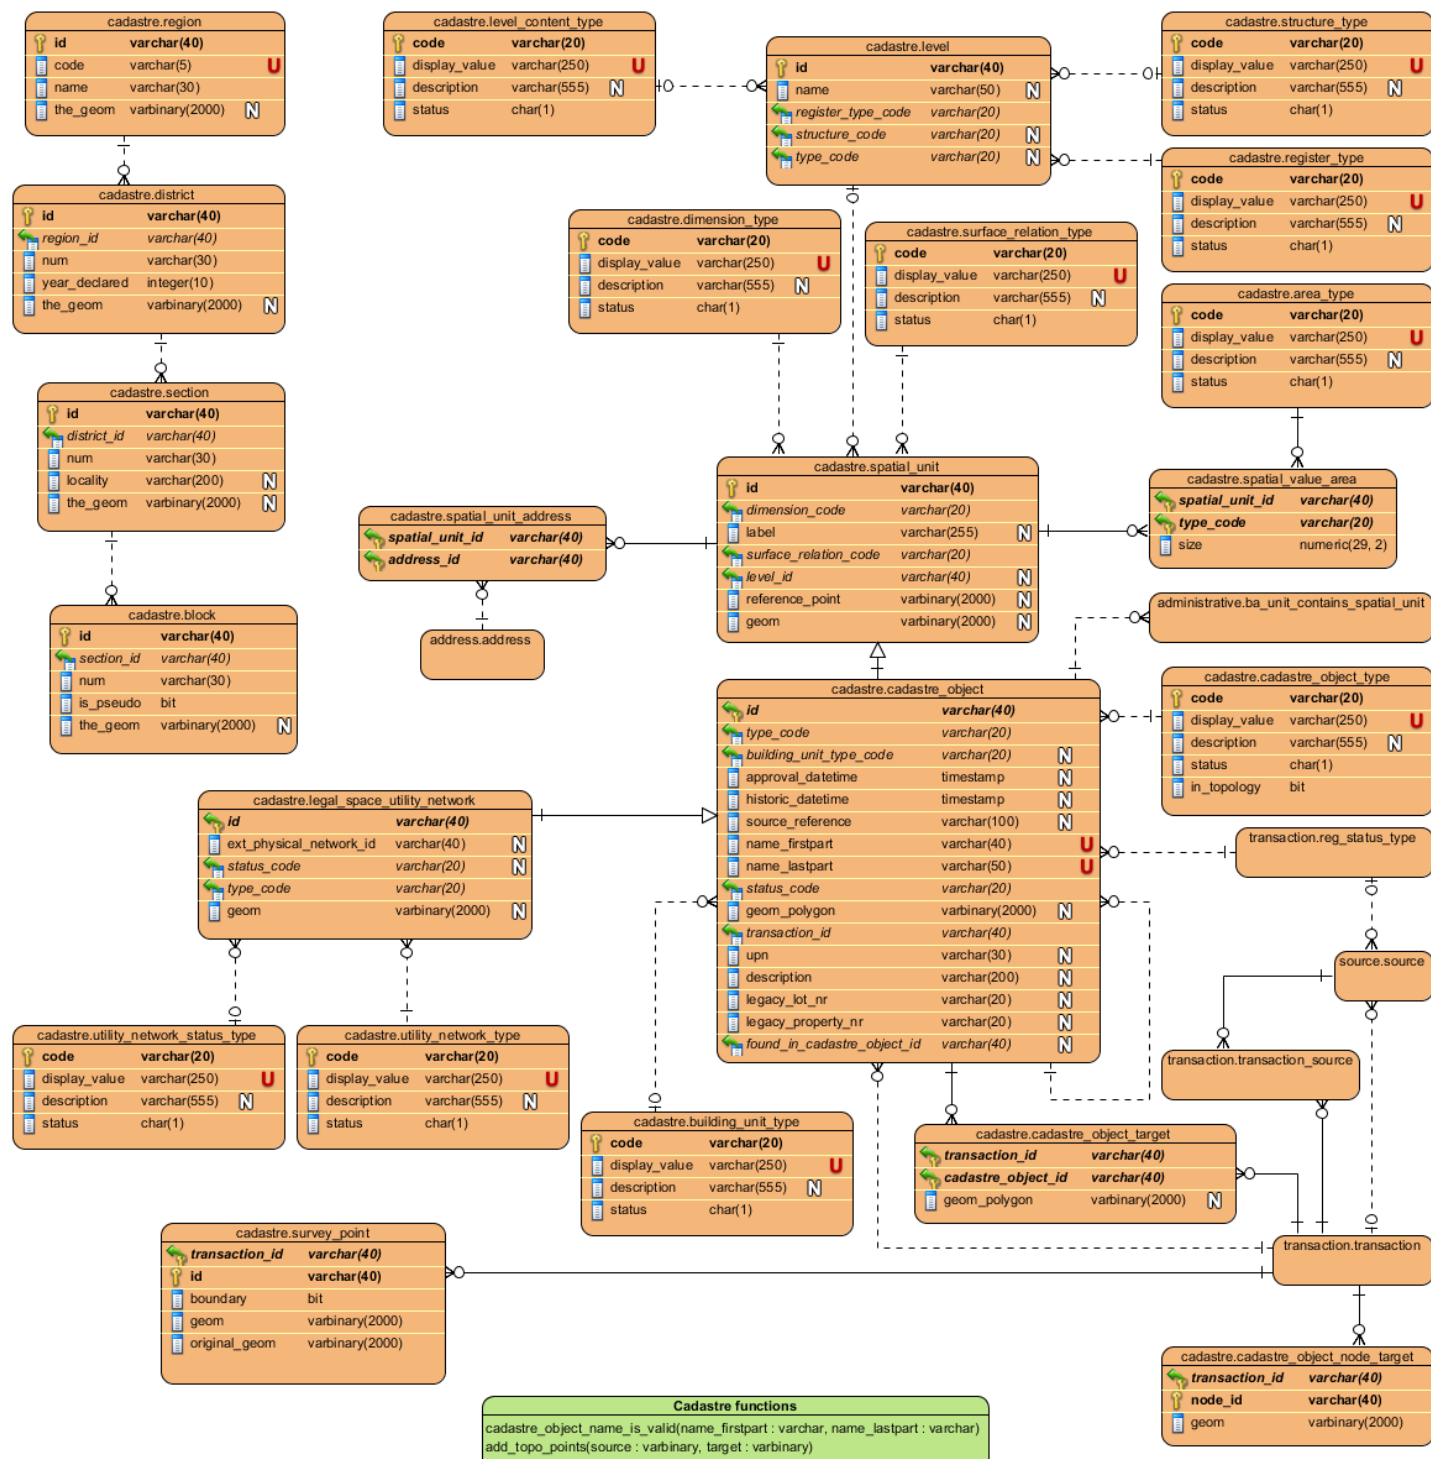 cadastre.region
id varchar(40)
code varchar(5) U
name varchar(30)
the_geom varbinary(2000) N
cadastre.level_content_type
code varchar(20)
display_value varchar(250) U
description varchar(555) N
status char(1)
cadastre.level
id varchar(40)
name varchar(50) N
register_type_code varchar(20)
structure_code varchar(20) N
type_code varchar(20) N
cadastre.structure_type
code varchar(20)
display_value varchar(250) U
description varchar(555) N
status char(1)
cadastre.register_type
code varchar(20)
display_value varchar(250) U
description varchar(555) N
status char(1)
cadastre.district
id varchar(40)
region_id varchar(40)
num varchar(30)
year_declared integer(10)
the_geom varbinary(2000) N
cadastre.dimension_type
code varchar(20)
display_value varchar(250) U
description varchar(555) N
status char(1)
cadastre.surface_relation_type
code varchar(20)
display_value varchar(250) U
description varchar(555) N
status char(1)
cadastre.area_type
code varchar(20)
display_value varchar(250) U
description varchar(555) N
status char(1)
cadastre.section
id varchar(40)
district_id varchar(40)
num varchar(30)
locality varchar(200) N
the_geom varbinary(2000) N
cadastre.spatial_unit
id varchar(40)
dimension_code varchar(20)
label varchar(255) N
surface_relation_code varchar(20)
level_id varchar(40) N
reference_point varbinary(2000) N
geom varbinary(2000) N
cadastre.spatial_value_area
spatial_unit_id varchar(40)
type_code varchar(20)
size numeric(29, 2)
cadastre.spatial_unit_address
spatial_unit_id varchar(40)
address_id varchar(40)
address.address
administrative.ba_unit_contains_spatial_unit
cadastre.block
id varchar(40)
section_id varchar(40)
num varchar(30)
is_pseudo bit
the_geom varbinary(2000) N
cadastre.cadastre_object
id varchar(40)
type_code varchar(20)
building_unit_type_code varchar(20) N
approval_datetime timestamp N
historic_datetime timestamp N
source_reference varchar(100) N
name_firstpart varchar(40) U
name_lastpart varchar(50) U
status_code varchar(20)
geom_polygon varbinary(2000) N
transaction_id varchar(40)
upn varchar(30) N
description varchar(200) N
legacy_lot_nr varchar(20) N
legacy_property_nr varchar(20) N
found_in_cadastre_object_id varchar(40) N
cadastre.cadastre_object_type
code varchar(20)
display_value varchar(250) U
description varchar(555) N
status char(1)
in_topology bit
cadastre.legal_space_utility_network
id varchar(40)
ext_physical_network_id varchar(40) N
status_code varchar(20) N
type_code varchar(20)
geom varbinary(2000) N
transaction.reg_status_type
source.source
transaction.transaction_source
cadastre.utility_network_status_type
code varchar(20)
display_value varchar(250) U
description varchar(555) N
status char(1)
cadastre.utility_network_type
code varchar(20)
display_value varchar(250) U
description varchar(555) N
status char(1)
cadastre.building_unit_type
code varchar(20)
display_value varchar(250) U
description varchar(555) N
status char(1)
cadastre.cadastre_object_target
transaction_id varchar(40)
cadastre_object_id varchar(40)
geom_polygon varbinary(2000) N
transaction.transaction
cadastre.survey_point
transaction_id varchar(40)
id varchar(40)
boundary bit
geom varbinary(2000)
original_geom varbinary(2000)
cadastre.cadastre_object_node_target
transaction_id varchar(40)
node_id varchar(40)
geom varbinary(2000)
Cadastre functions
cadastre_object_name_is_valid(name_firstpart : varchar, name_lastpart : varchar)
add_topo_points(source : varbinary, target : varbinary)